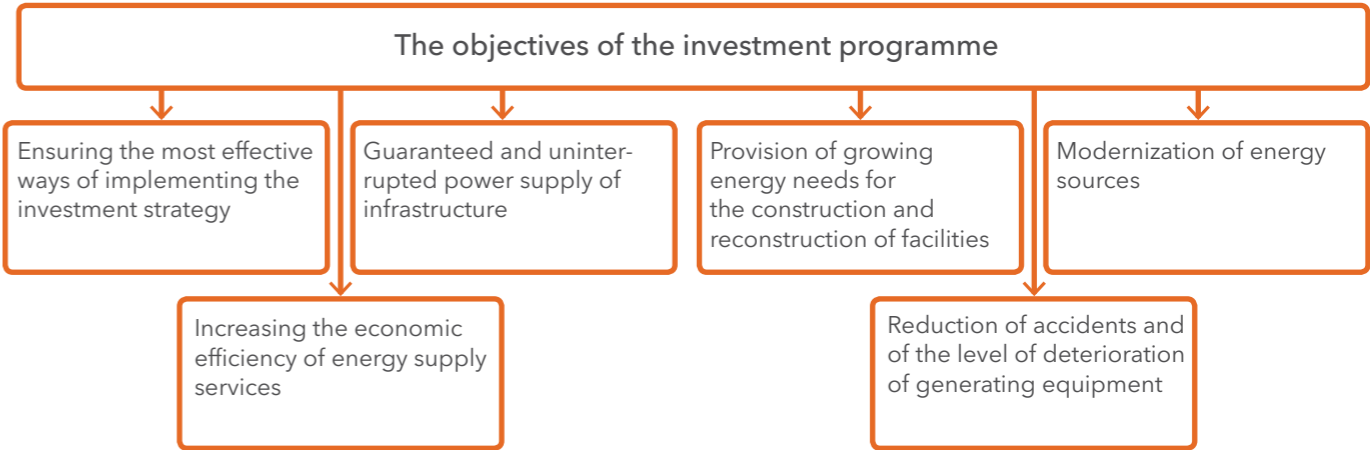 The objectives of the investment programme
Ensuring the most effective
ways of implementing the
investment strategy
Guaranteed and uninter-
rupted power supply of
infrastructure
Provision of growing
energy needs for
the construction and
reconstruction of facilities
Modernization of energy
sources
Increasing the economic
efficiency of energy supply
services
Reduction of accidents and
of the level of deterioration
of generating equipment